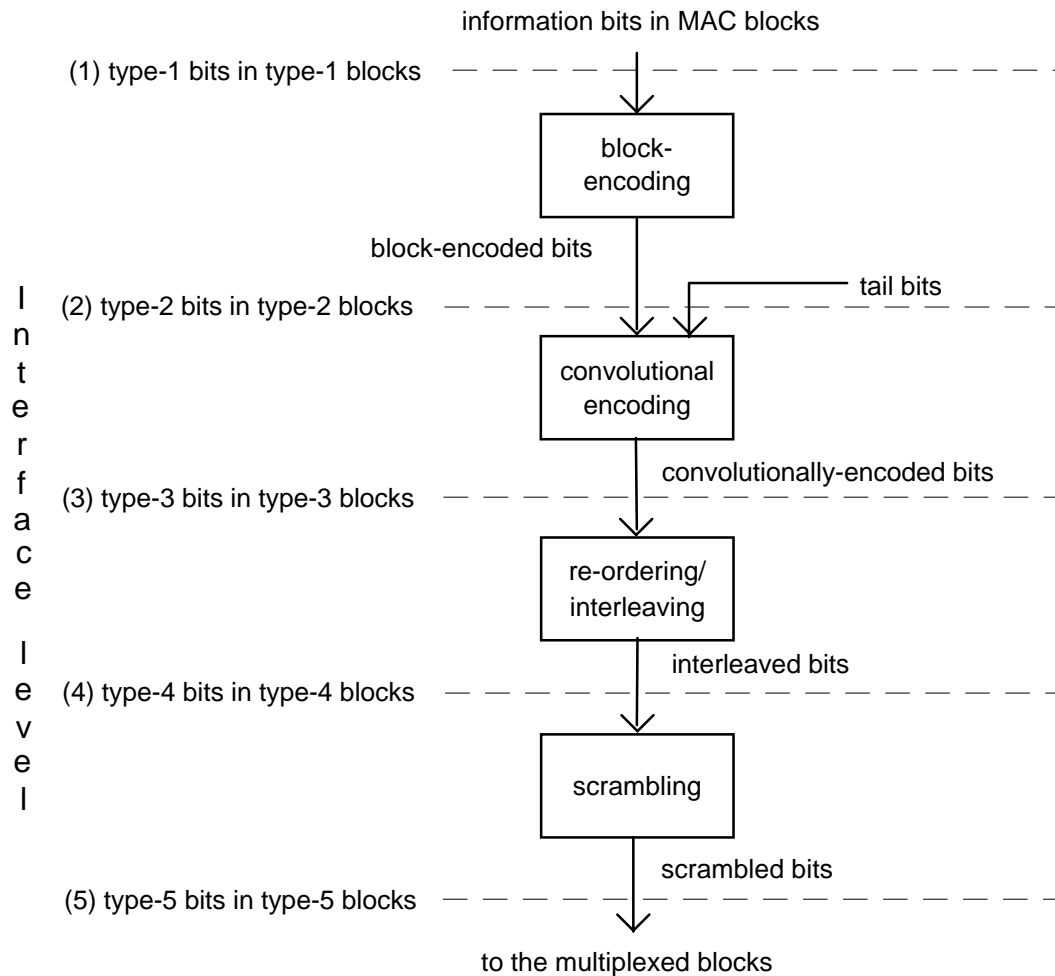 information bits in MAC blocks
(1) type-1 bits in type-1 blocks
block-
encoding
block-encoded bits
tail bits
(2) type-2 bits in type-2 blocks
convolutional
encoding
convolutionally-encoded bits
(3) type-3 bits in type-3 blocks
re-ordering/
interleaving
interleaved bits
(4) type-4 bits in type-4 blocks
scrambling
scrambled bits
(5) type-5 bits in type-5 blocks
to the multiplexed blocks
Interface level